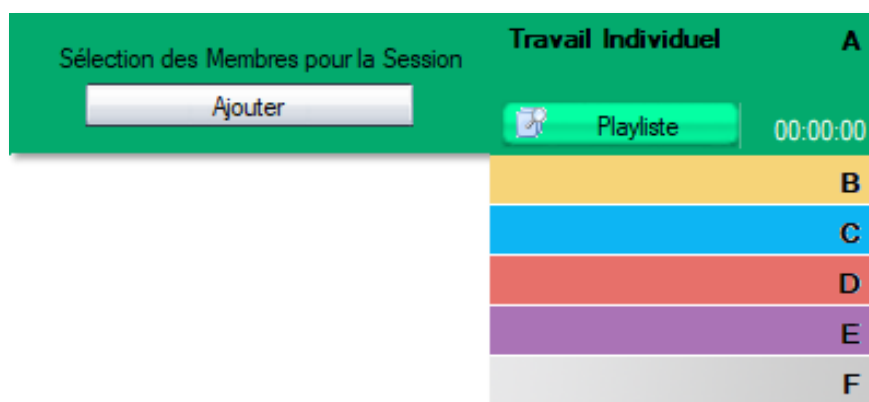 Sélection des Membres pour la Session
Ajouter
Travail Individuel A
Playliste 00:00:00
B
C
D
E
F